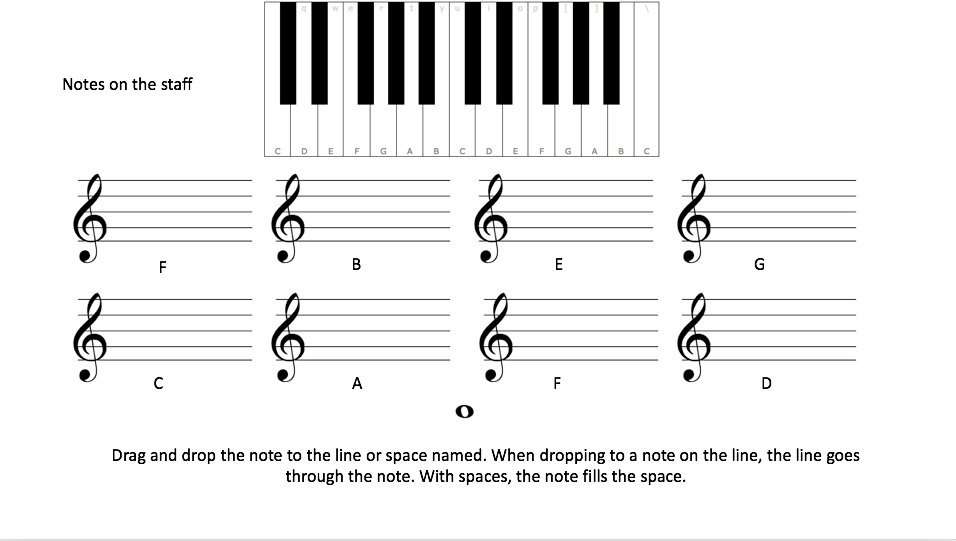 q w e r t y u i o p [ ] \
Notes on the staff
C D E F G A B C D E F G A B C
F B E G
C A F D
Drag and drop the note to the line or space named. When dropping to a note on the line, the line goes
through the note. With spaces, the note fills the space.